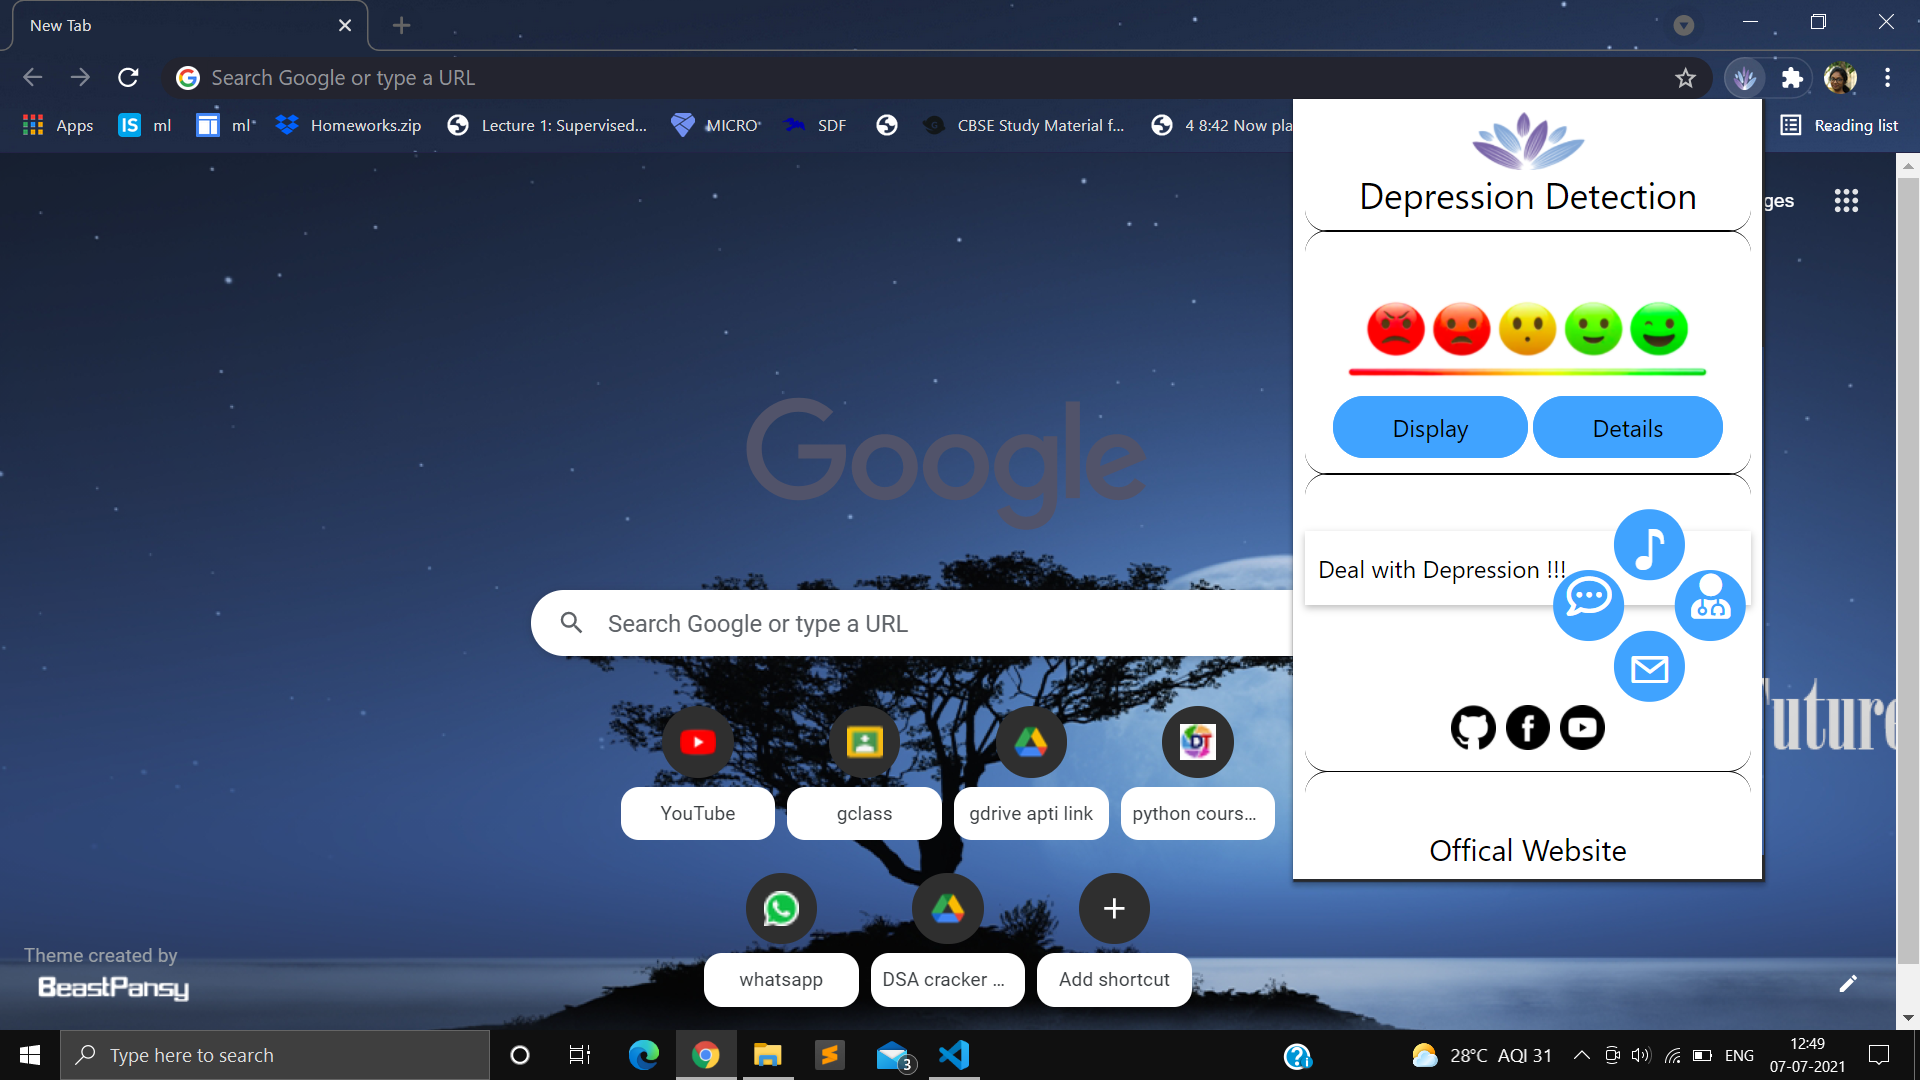 New Tab
Search Google or type a URL
Apps
IS ml
ml*
Homeworks.zip
Lecture 1: Supervised...
MICRO*
SDF
CBSE Study Material f...
4 8:42 Now pla
Reading list
Depression Detection
ges
Display
Details
Google
Deal with Depression !!!
Search Google or type a URL
Future
YouTube
gclass
gdrive apti link
DT
python cours...
Offical Website
whatsapp
DSA cracker ...
Add shortcut
Theme created by
BeastPansy
Type here to search
3
28°C AQI 31
ENG
12:49
07-07-2021